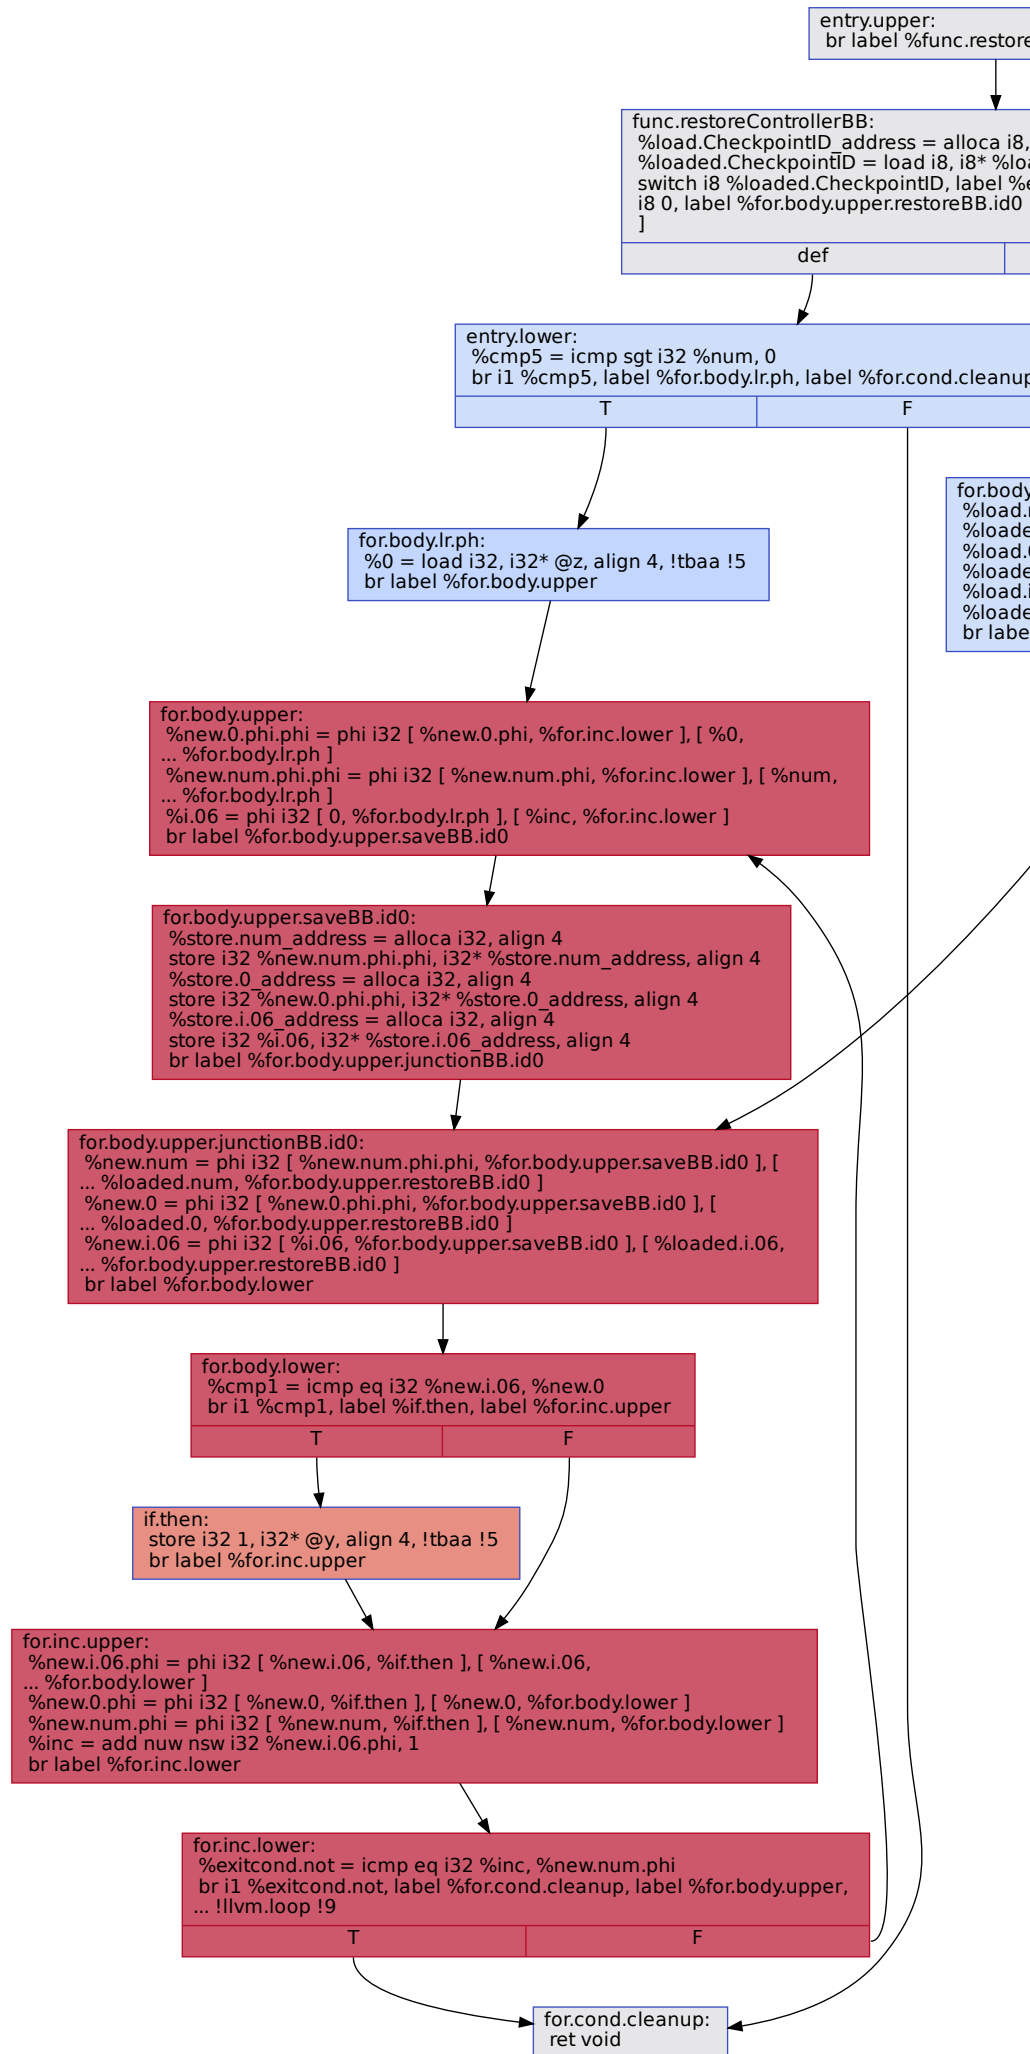 entry.upper:
br label %func.restore
func.restoreControllerBB:
%load.CheckpointID_address = alloca i8,
%loaded.CheckpointID = load i8, i8* %loa
switch i8 %loaded.CheckpointID, label %e
i8 0, label %for.body.upper.restoreBB.id0
]
def
entry.lower:
%cmp5 = icmp sgt i32 %num, 0
br i1 %cmp5, label %for.body.lr.ph, label %for.cond.cleanup
T F
for.body
%load.
%loade
%load.
%loade
%load.i
%loade
br labe
for.body.lr.ph:
%0 = load i32, i32* @z, align 4, !tbaa !5
br label %for.body.upper
for.body.upper:
%new.0.phi.phi = phi i32 [ %new.0.phi, %for.inc.lower ], [ %0,
... %for.body.lr.ph ]
%new.num.phi.phi = phi i32 [ %new.num.phi, %for.inc.lower ], [ %num,
... %for.body.lr.ph ]
%i.06 = phi i32 [ 0, %for.body.lr.ph ], [ %inc, %for.inc.lower ]
br label %for.body.upper.saveBB.id0
for.body.upper.saveBB.id0:
%store.num_address = alloca i32, align 4
store i32 %new.num.phi.phi, i32* %store.num_address, align 4
%store.0_address = alloca i32, align 4
store i32 %new.0.phi.phi, i32* %store.0_address, align 4
%store.i.06_address = alloca i32, align 4
store i32 %i.06, i32* %store.i.06_address, align 4
br label %for.body.upper.junctionBB.id0
for.body.upper.junctionBB.id0:
%new.num = phi i32 [ %new.num.phi.phi, %for.body.upper.saveBB.id0 ], [
... %loaded.num, %for.body.upper.restoreBB.id0 ]
%new.0 = phi i32 [ %new.0.phi.phi, %for.body.upper.saveBB.id0 ], [
... %loaded.0, %for.body.upper.restoreBB.id0 ]
%new.i.06 = phi i32 [ %i.06, %for.body.upper.saveBB.id0 ], [ %loaded.i.06,
... %for.body.upper.restoreBB.id0 ]
br label %for.body.lower
for.body.lower:
%cmp1 = icmp eq i32 %new.i.06, %new.0
br i1 %cmp1, label %if.then, label %for.inc.upper
T F
if.then:
store i32 1, i32* @y, align 4, !tbaa !5
br label %for.inc.upper
for.inc.upper:
%new.i.06.phi = phi i32 [ %new.i.06, %if.then ], [ %new.i.06,
... %for.body.lower ]
%new.0.phi = phi i32 [ %new.0, %if.then ], [ %new.0, %for.body.lower ]
%new.num.phi = phi i32 [ %new.num, %if.then ], [ %new.num, %for.body.lower ]
%inc = add nuw nsw i32 %new.i.06.phi, 1
br label %for.inc.lower
for.inc.lower:
%exitcond.not = icmp eq i32 %inc, %new.num.phi
br i1 %exitcond.not, label %for.cond.cleanup, label %for.body.upper,
... !llvm.loop !9
T F
for.cond.cleanup:
ret void